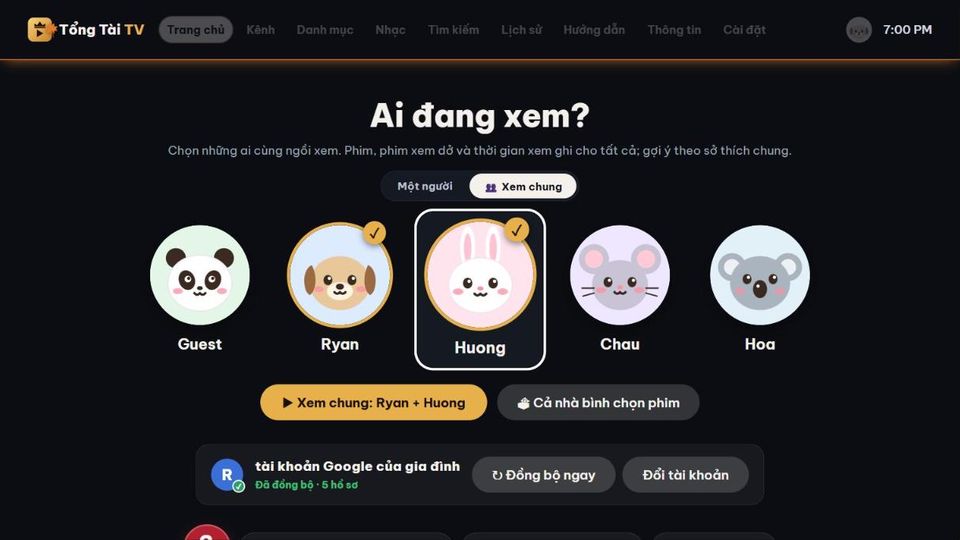 Tổng Tài TV
Trang chủ
Kênh
Danh mục
Nhạc
Tìm kiếm
Lịch sử
Hướng dẫn
Thông tin
Cài đặt
7:00 PM
Ai đang xem?
Chọn những ai cùng ngồi xem. Phim, phim xem dở và thời gian xem ghi cho tất cả; gợi ý theo sở thích chung.
Một người
Xem chung
Guest
Ryan
Huong
Chau
Hoa
▶ Xem chung: Ryan + Huong
Cả nhà bình chọn phim
R
tài khoản Google của gia đình
Đã đồng bộ · 5 hồ sơ
↻ Đồng bộ ngay
Đổi tài khoản